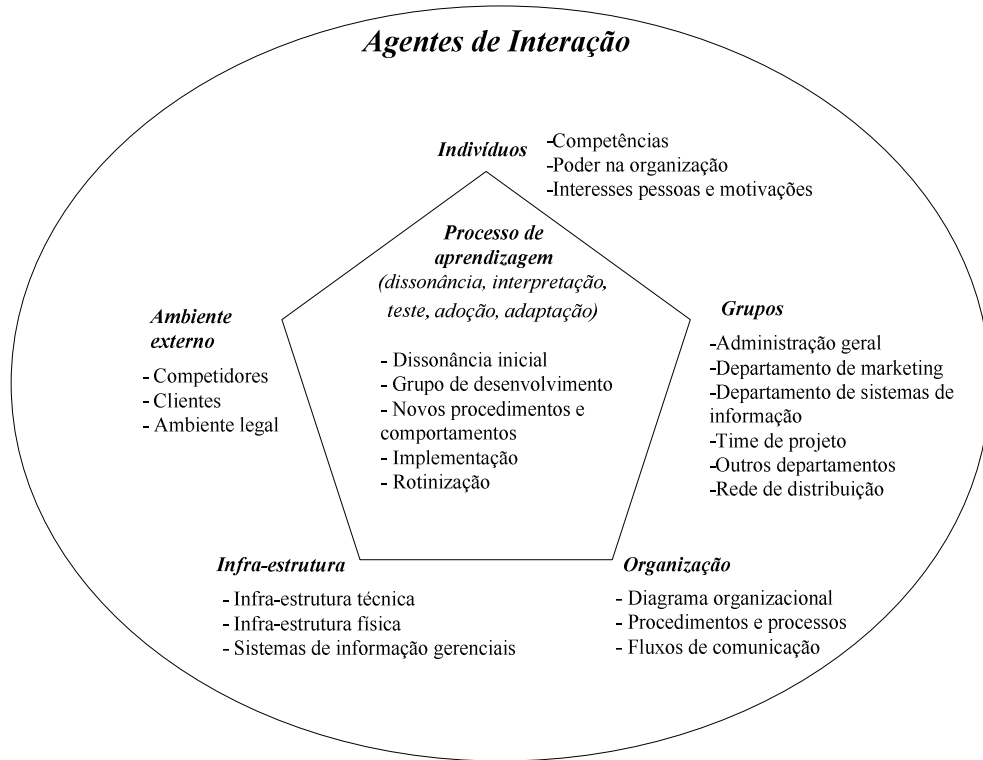 Agentes de Interação
Indivíduos
-Competências
-Poder na organização
-Interesses pessoas e motivações
Processo de
aprendizagem
(dissonância, interpretação,
teste, adoção, adaptação)
- Dissonância inicial
- Grupo de desenvolvimento
- Novos procedimentos e
comportamentos
- Implementação
- Rotinização
Ambiente
externo
- Competidores
- Clientes
- Ambiente legal
Grupos
-Administração geral
-Departamento de marketing
-Departamento de sistemas de
informação
-Time de projeto
-Outros departamentos
-Rede de distribuição
Infra-estrutura
- Infra-estrutura técnica
- Infra-estrutura física
- Sistemas de informação gerenciais
Organização
- Diagrama organizacional
- Procedimentos e processos
- Fluxos de comunicação